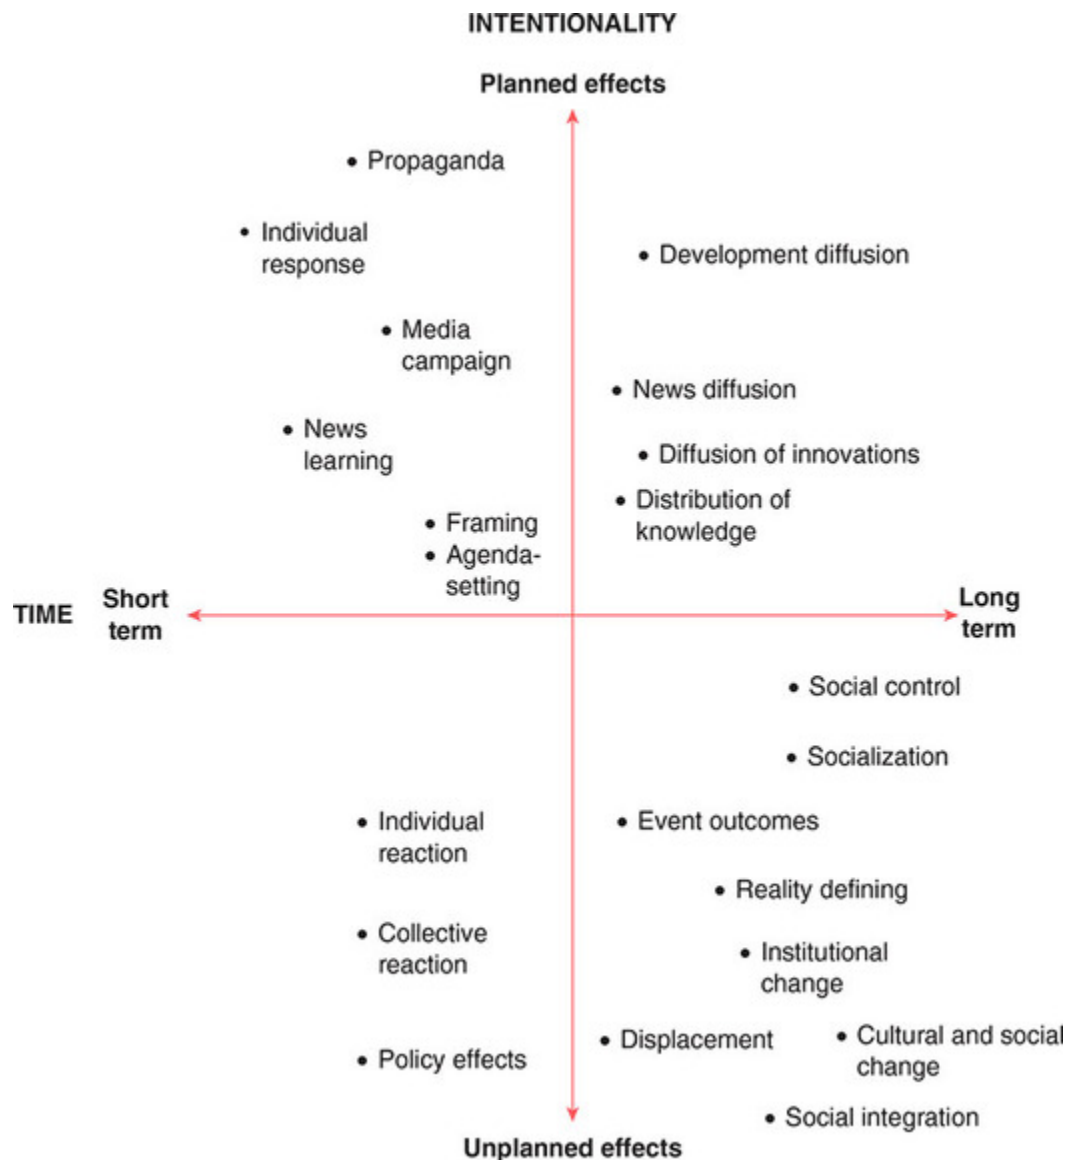 INTENTIONALITY
Planned effects
Propaganda
Individual
response
Development diffusion
Media
campaign
News diffusion
News
learning
Diffusion of innovations
Distribution of
knowledge
Framing
Agenda-
setting
TIME
Short
term
Long
term
Social control
Socialization
Individual
reaction
Event outcomes
Reality defining
Collective
reaction
Institutional
change
Displacement
Cultural and social
change
Policy effects
Social integration
Unplanned effects